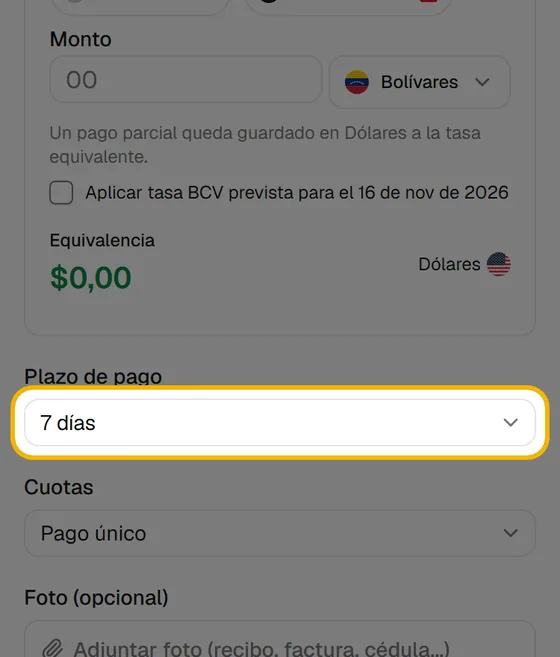 Monto
00
Bolívares
Un pago parcial queda guardado en Dólares a la tasa
equivalente.
Aplicar tasa BCV prevista para el 16 de nov de 2026
Equivalencia
$0,00
Dólares
Plazo de pago
7 días
Cuotas
Pago único
Foto (opcional)
Adjuntar foto (recibo, factura, cédula...)